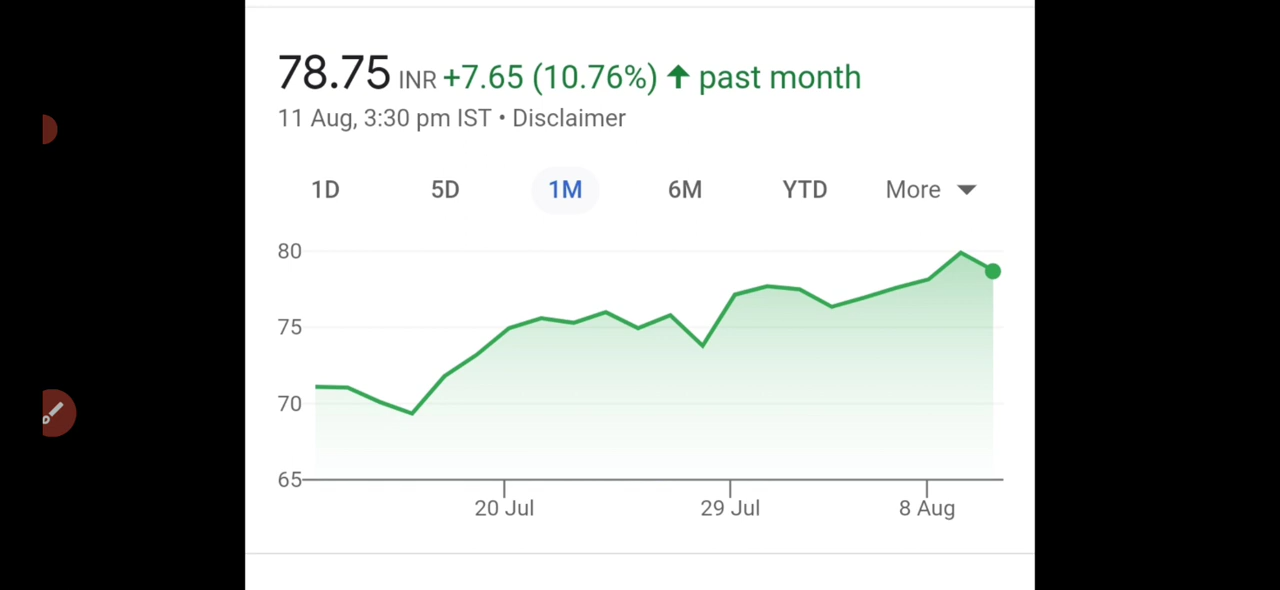 78.75 INR +7.65 (10.76%) ↑ past month
11 Aug, 3:30 pm IST • Disclaimer
1D 5D 1M 6M YTD More
80
75
70
65
20 Jul 29 Jul 8 Aug